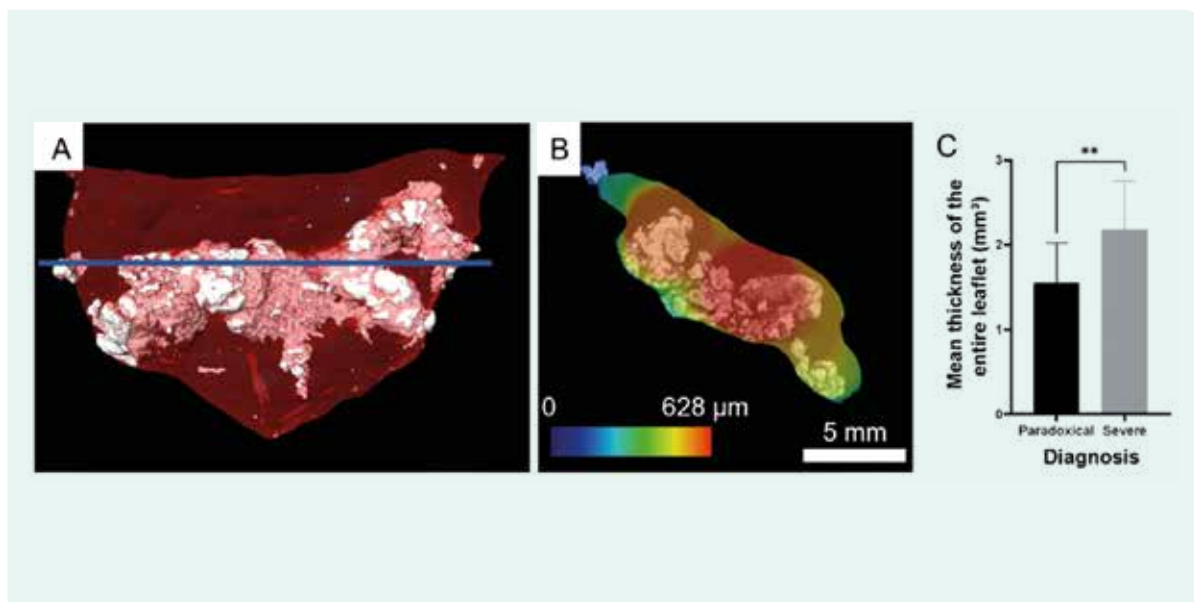 A
B
0
628 µm
5 mm
C
**
Mean thickness of the
entire leaflet (mm³)
3
2
1
0
Paradoxical Severe
Diagnosis